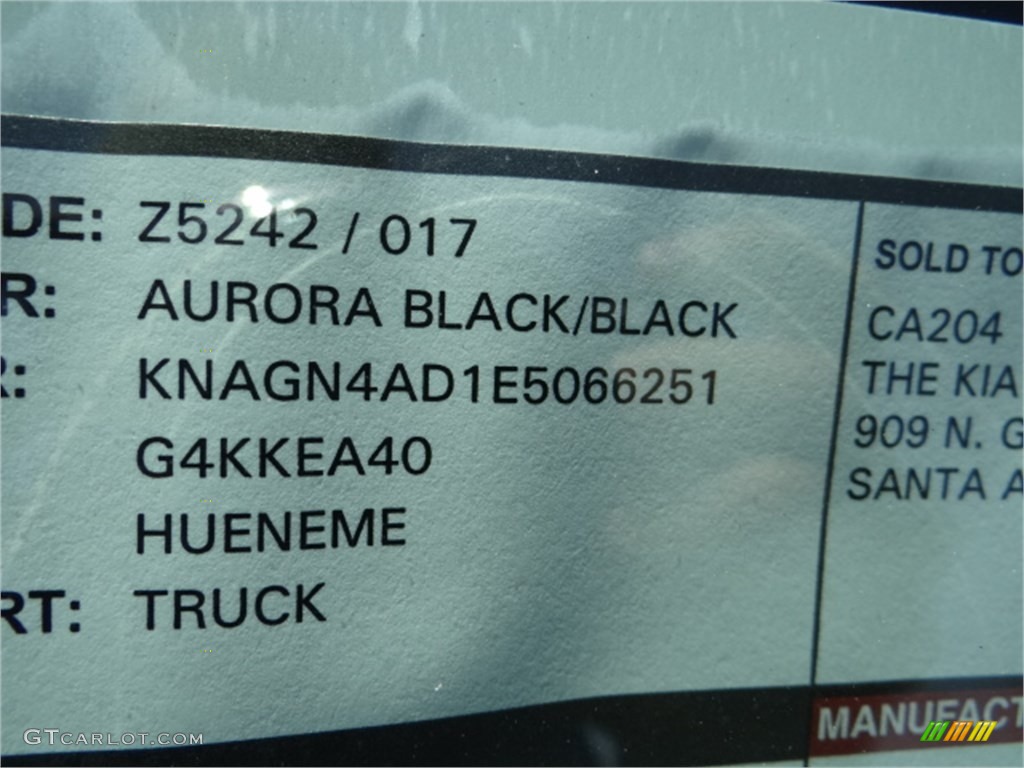 DE: Z5242 / 017
R: AURORA BLACK/BLACK
R: KNAGN4AD1E5066251
G4KKEA40
HUENEME
RT: TRUCK
SOLD TO
CA204
THE KIA
909 N. G
SANTA A
MANUFACT
GTCARLOT.COM